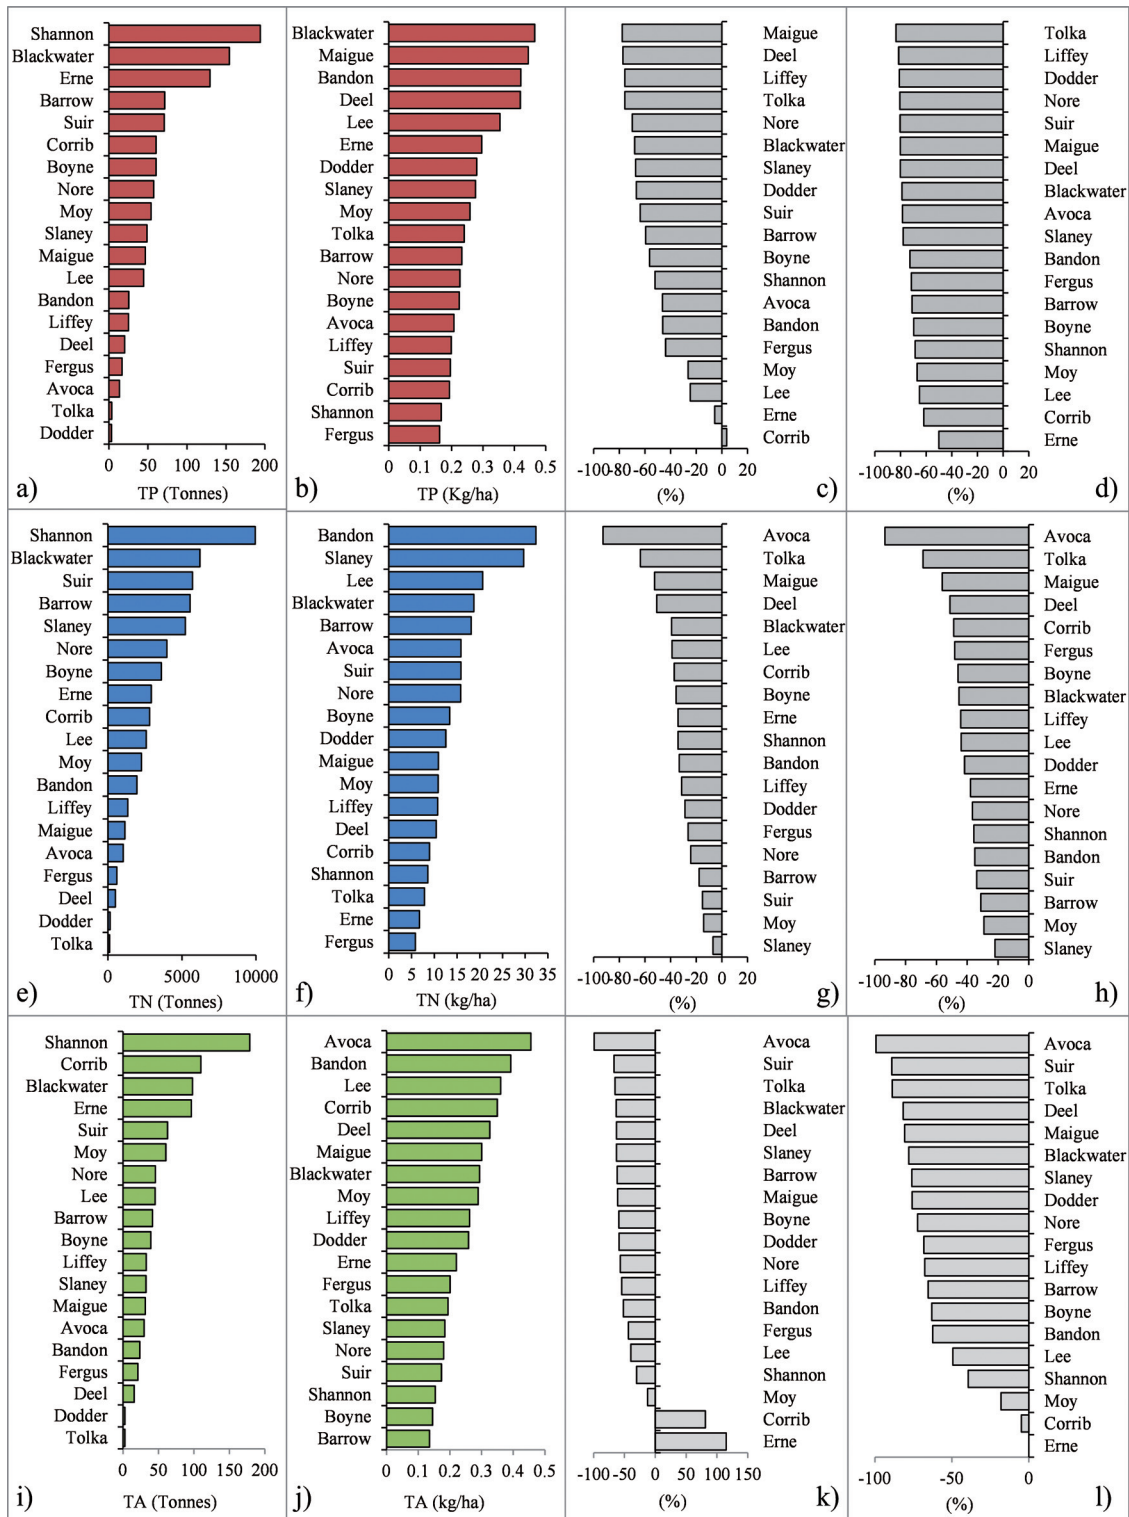 Shannon
Blackwater
Erne
Barrow
Suir
Corrib
Boyne
Nore
Moy
Slaney
Maigue
Lee
Bandon
Liffey
Deel
Fergus
Avoca
Tolka
Dodder
0 50 100 150 200
a) TP (Tonnes)
Blackwater
Maigue
Bandon
Deel
Lee
Erne
Dodder
Slaney
Moy
Tolka
Barrow
Nore
Boyne
Avoca
Liffey
Suir
Corrib
Shannon
Fergus
0 0.1 0.2 0.3 0.4 0.5
b) TP (Kg/ha)
Maigue
Deel
Liffey
Tolka
Nore
Blackwater
Slaney
Dodder
Suir
Barrow
Boyne
Shannon
Avoca
Bandon
Fergus
Moy
Lee
Erne
Corrib
-100 -80 -60 -40 -20 0 20
(%) c)
Tolka
Liffey
Dodder
Nore
Suir
Maigue
Deel
Blackwater
Avoca
Slaney
Bandon
Fergus
Barrow
Boyne
Shannon
Moy
Lee
Corrib
Erne
-100 -80 -60 -40 -20 0 20
(%) d)
Shannon
Blackwater
Suir
Barrow
Slaney
Nore
Boyne
Erne
Corrib
Lee
Moy
Bandon
Liffey
Maigue
Avoca
Fergus
Deel
Dodder
Tolka
0 5000 10000
e) TN (Tonnes)
Bandon
Slaney
Lee
Blackwater
Barrow
Avoca
Suir
Nore
Boyne
Dodder
Maigue
Moy
Liffey
Deel
Corrib
Shannon
Tolka
Erne
Fergus
0 5 10 15 20 25 30 35
f) TN (kg/ha)
Avoca
Tolka
Maigue
Deel
Blackwater
Lee
Corrib
Boyne
Erne
Shannon
Bandon
Liffey
Dodder
Fergus
Nore
Barrow
Suir
Moy
Slaney
-100 -80 -60 -40 -20 0 20
(%) g)
Avoca
Tolka
Maigue
Deel
Corrib
Fergus
Boyne
Blackwater
Liffey
Lee
Dodder
Erne
Nore
Shannon
Bandon
Suir
Barrow
Moy
Slaney
-100 -80 -60 -40 -20 0
(%) h)
Shannon
Corrib
Blackwater
Erne
Suir
Moy
Nore
Lee
Barrow
Boyne
Liffey
Slaney
Maigue
Avoca
Bandon
Fergus
Deel
Dodder
Tolka
0 50 100 150 200
i) TA (Tonnes)
Avoca
Bandon
Lee
Corrib
Deel
Maigue
Blackwater
Moy
Liffey
Dodder
Erne
Fergus
Tolka
Slaney
Nore
Suir
Shannon
Boyne
Barrow
0 0.1 0.2 0.3 0.4 0.5
j) TA (kg/ha)
Avoca
Suir
Tolka
Blackwater
Deel
Slaney
Barrow
Maigue
Boyne
Dodder
Nore
Liffey
Bandon
Fergus
Lee
Shannon
Moy
Corrib
Erne
-100 -50 0 50 100 150
(%) k)
Avoca
Suir
Tolka
Deel
Maigue
Blackwater
Slaney
Dodder
Nore
Fergus
Liffey
Barrow
Boyne
Bandon
Lee
Shannon
Moy
Corrib
Erne
-100 -50 0
(%) l)